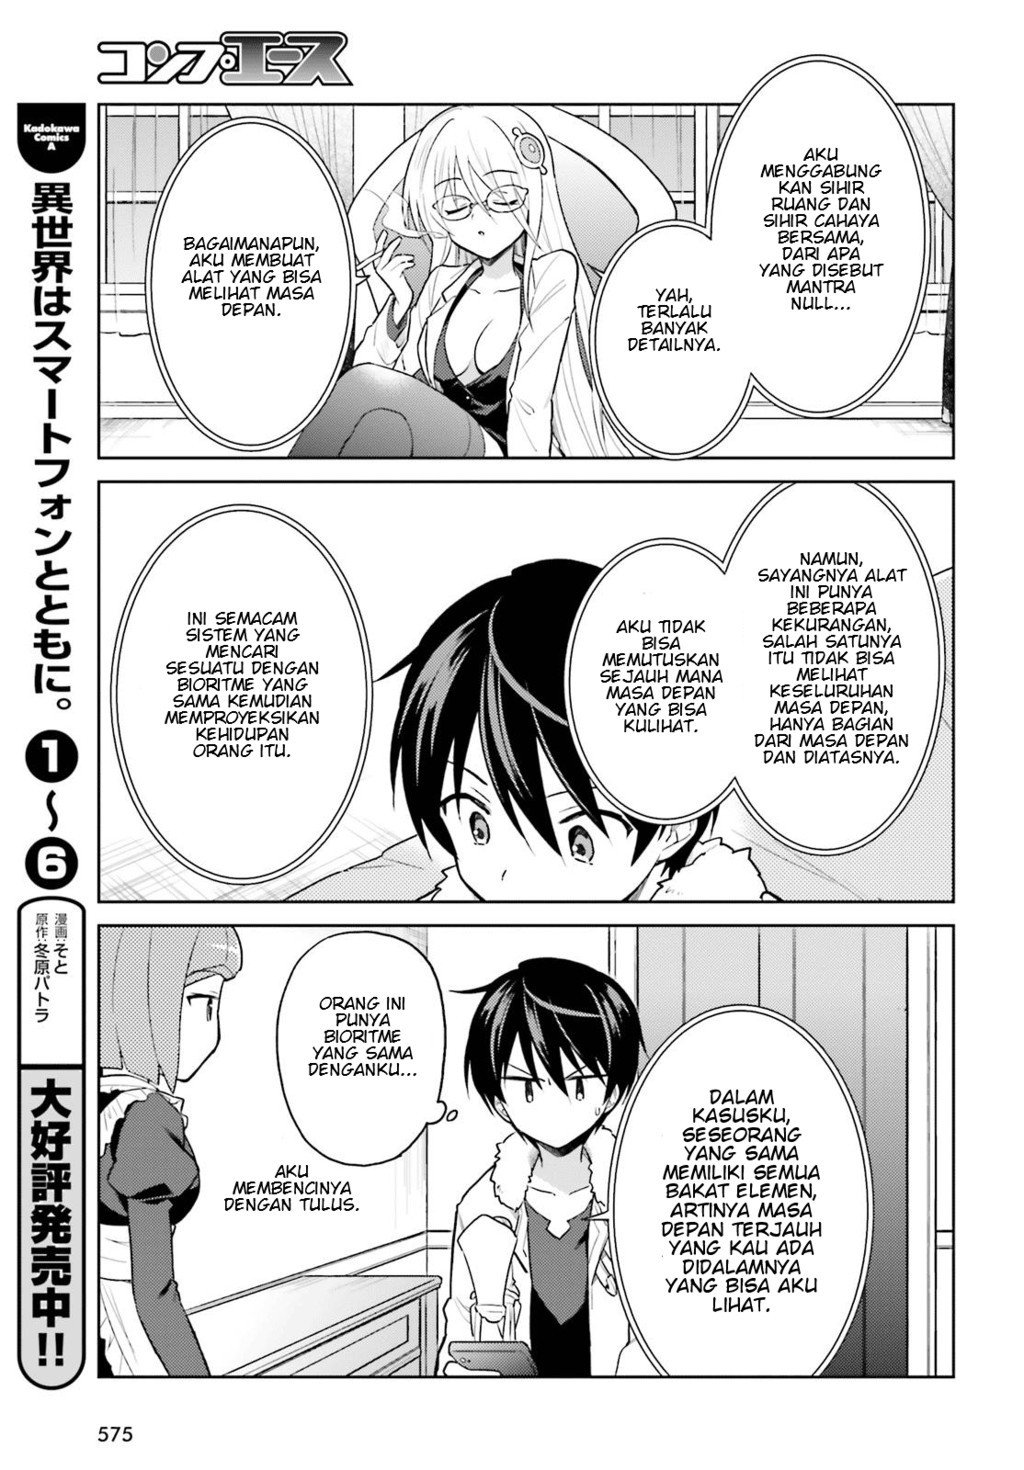 コンプ・エース
AKU
MENGGABUNG
KAN SIHIR
RUANG DAN
SIHIR CAHAYA
BERSAMA,
DARI APA
YANG DISEBUT
MANTRA
NULL...
YAH,
TERLALU
BANYAK
DETAILNYA.
BAGAIMANAPUN,
AKU MEMBUAT
ALAT YANG BISA
MELIHAT MASA
DEPAN.
NAMUN,
SAYANGNYA ALAT
INI PUNYA
BEBERAPA
KEKURANGAN,
SALAH SATUNYA
ITU TIDAK BISA
MELIHAT
KESELURUHAN
MASA DEPAN,
HANYA BAGIAN
DARI MASA DEPAN
DAN DIATASNYA.
AKU TIDAK
BISA
MEMUTUSKAN
SEJAUH MANA
MASA DEPAN
YANG BISA
KULIHAT.
INI SEMACAM
SISTEM YANG
MENCARI
SESUATU DENGAN
BIORITME YANG
SAMA KEMUDIAN
MEMPROYEKSIKAN
KEHIDUPAN
ORANG ITU.
DALAM
KASUSKU,
SESEORANG
YANG SAMA
MEMILIKI SEMUA
BAKAT ELEMEN,
ARTINYA MASA
DEPAN TERJAUH
YANG KAU ADA
DIDALAMNYA
YANG BISA AKU
LIHAT.
ORANG INI
PUNYA
BIORITME
YANG SAMA
DENGANKU...
AKU
MEMBENCINYA
DENGAN TULUS.
Kadokawa
Comics
A
異世界はスマートフォンとともに。
1～6
漫画:そと
原作:冬原パトラ
大好評発売中!!
575